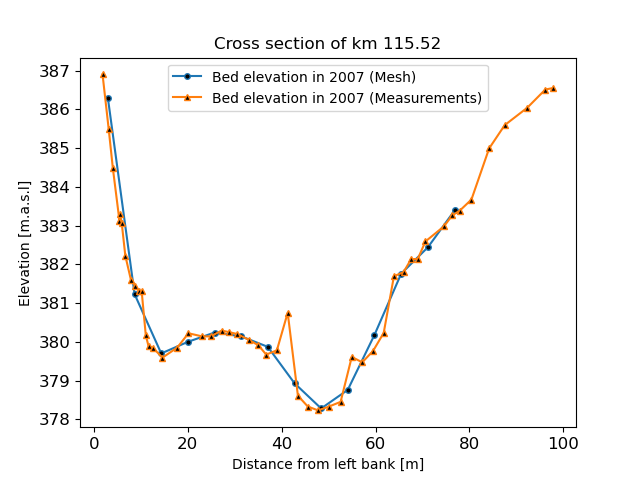 Cross section of km 115.52
Bed elevation in 2007 (Mesh)
Bed elevation in 2007 (Measurements)
Elevation [m.a.s.l]
387
386
385
384
383
382
381
380
379
378
0 20 40 60 80 100
Distance from left bank [m]